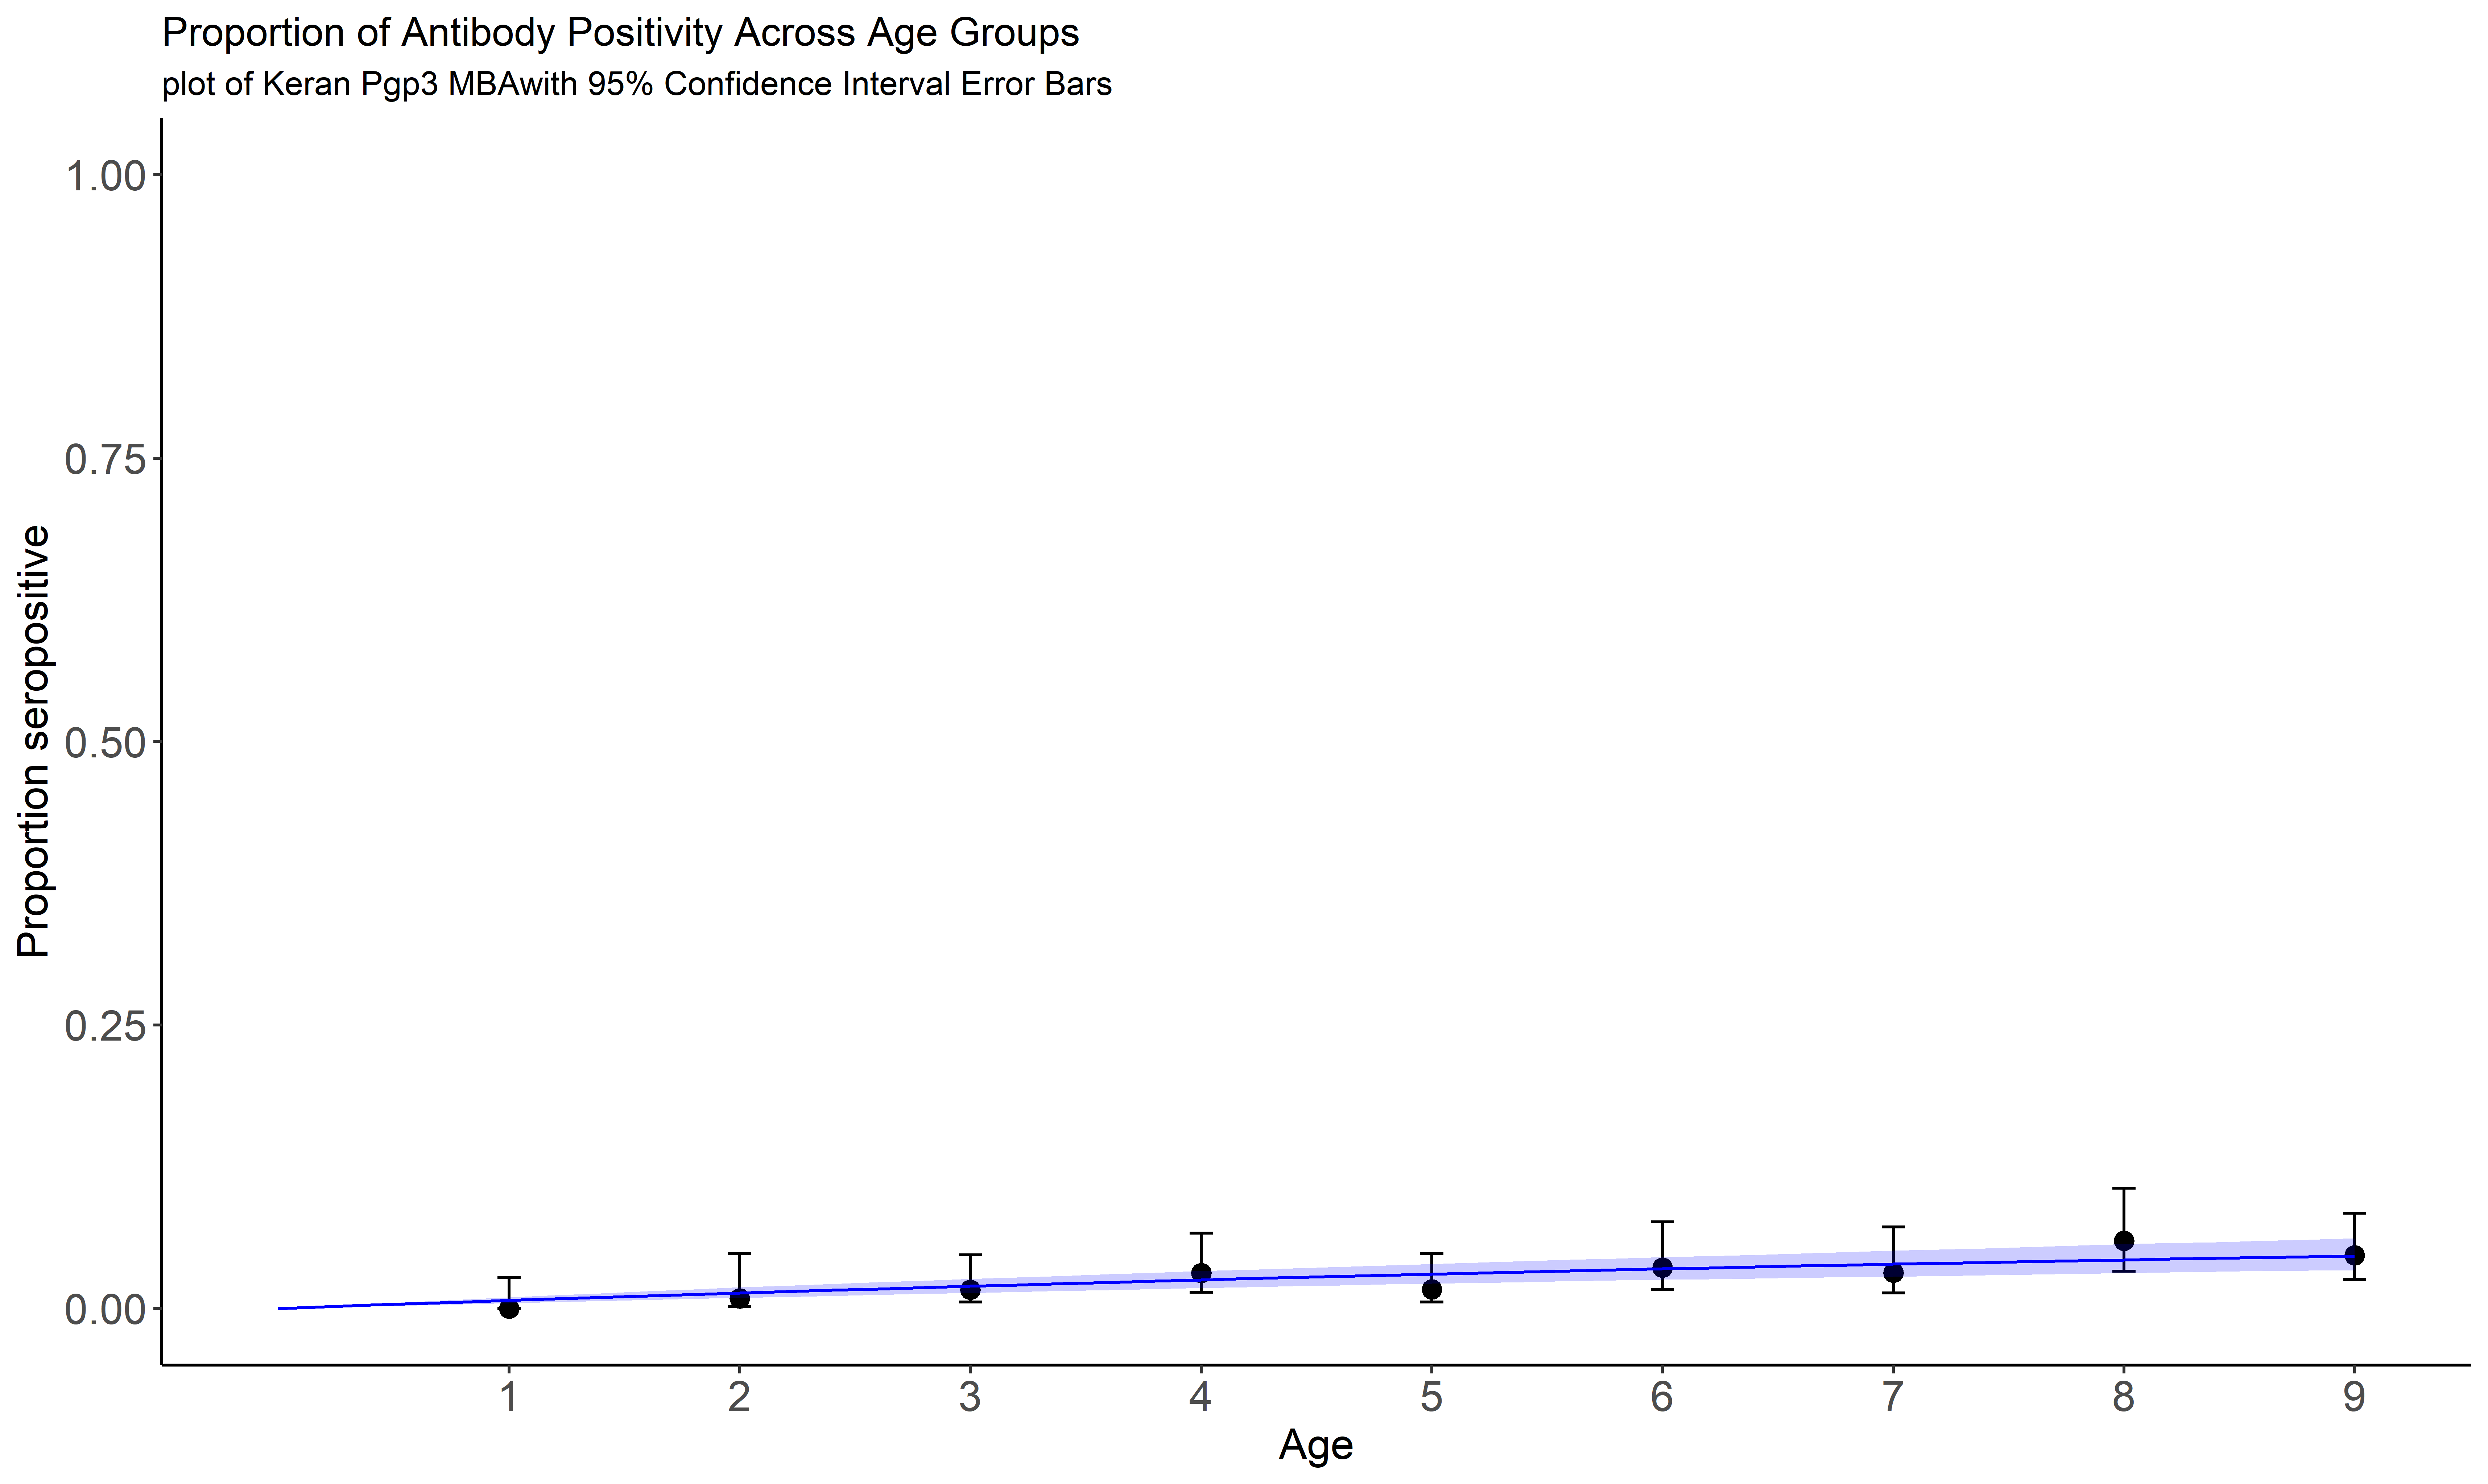 Proportion of Antibody Positivity Across Age Groups
plot of Keran Pgp3 MBAwith 95% Confidence Interval Error Bars
Proportion seropositive
1.00
0.75
0.50
0.25
0.00
1 2 3 4 5 6 7 8 9
Age